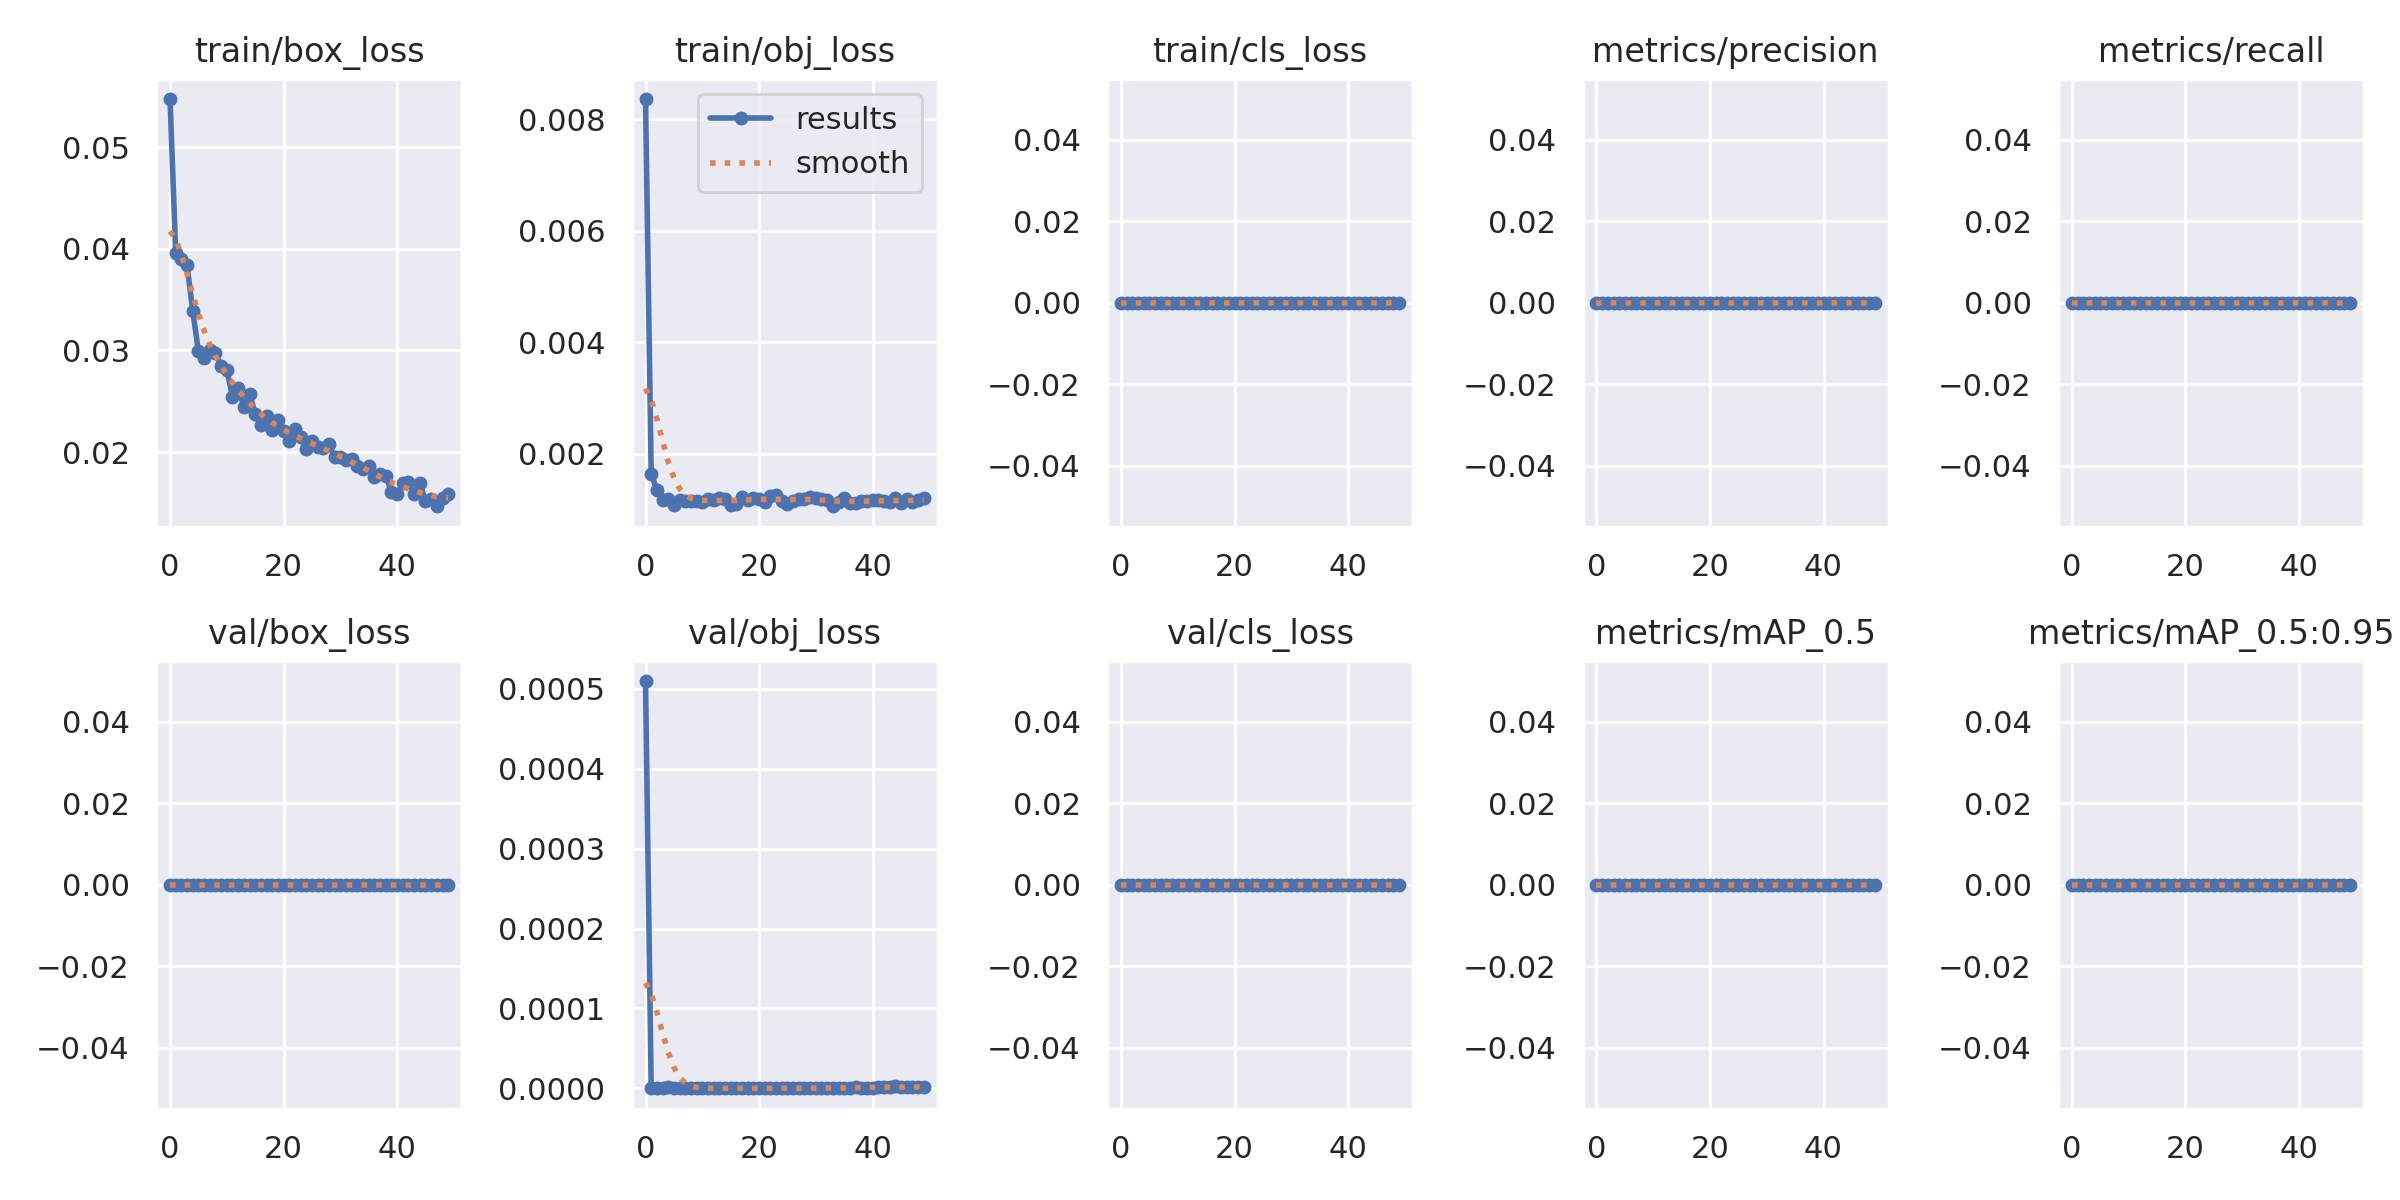 train/box_loss
train/obj_loss
train/cls_loss
metrics/precision
metrics/recall
0.05
0.04
0.03
0.02
0 20 40
0.008
0.006
0.004
0.002
results
smooth
0 20 40
0.04
0.02
0.00
−0.02
−0.04
0 20 40
0.04
0.02
0.00
−0.02
−0.04
0 20 40
0.04
0.02
0.00
−0.02
−0.04
0 20 40
val/box_loss
val/obj_loss
val/cls_loss
metrics/mAP_0.5
metrics/mAP_0.5:0.95
0.04
0.02
0.00
−0.02
−0.04
0 20 40
0.0005
0.0004
0.0003
0.0002
0.0001
0.0000
0 20 40
0.04
0.02
0.00
−0.02
−0.04
0 20 40
0.04
0.02
0.00
−0.02
−0.04
0 20 40
0.04
0.02
0.00
−0.02
−0.04
0 20 40